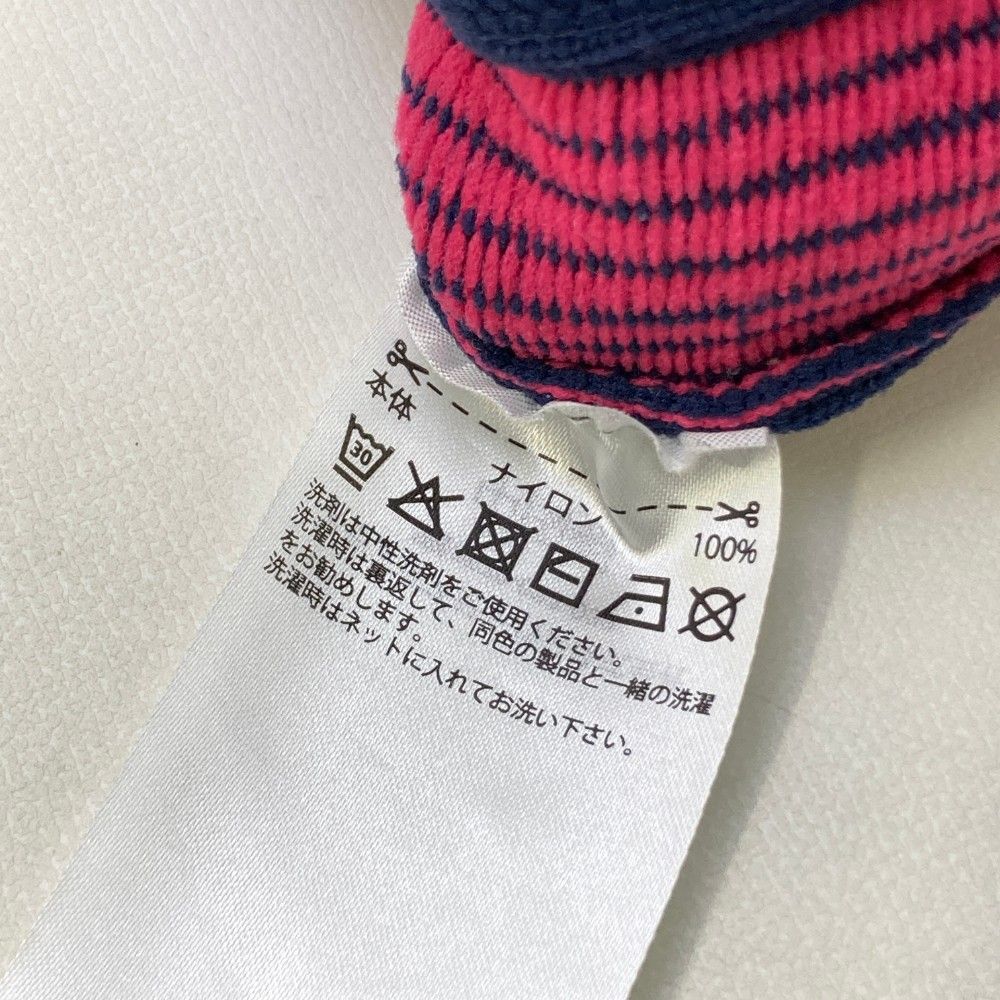 本体
ナイロン 100%
30
洗剤は中性洗剤をご使用ください。
洗濯時は裏返して、同色の製品と一緒の洗濯
をお勧めします。
洗濯時はネットに入れてお洗い下さい。